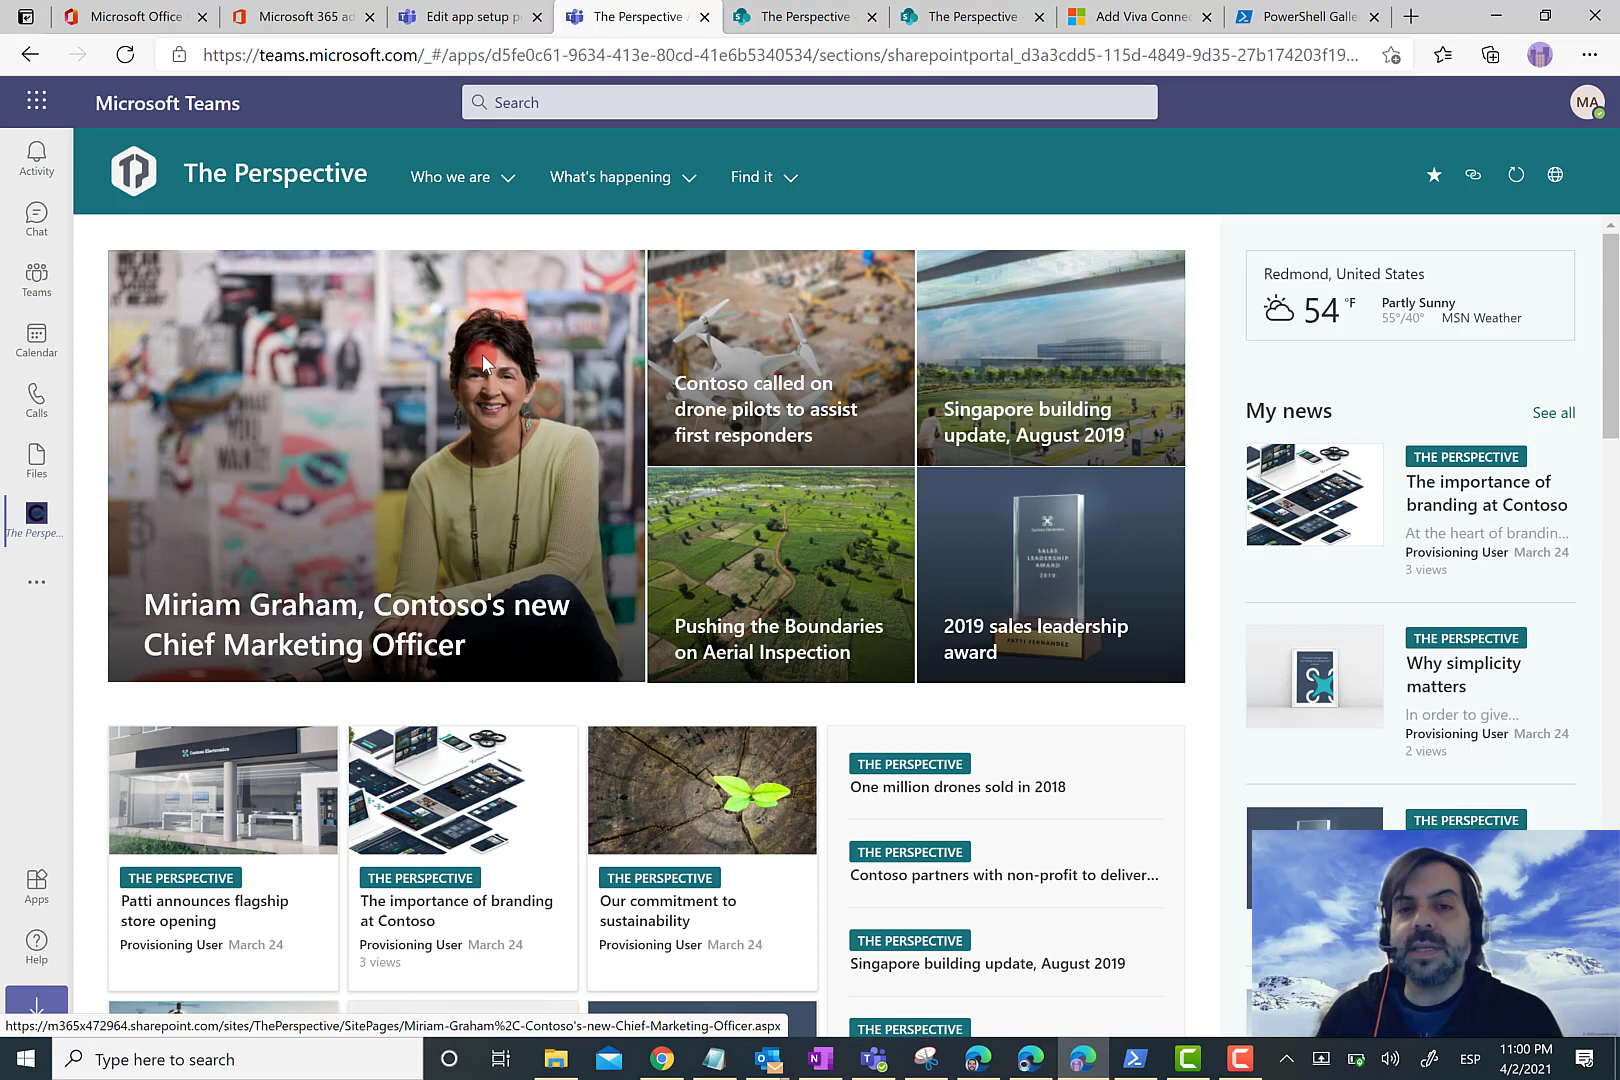 Microsoft Office
Microsoft 365 ad
Edit app setup p
The Perspective
The Perspective
The Perspective
Add Viva Conne
PowerShell Galle
https://teams.microsoft.com/_#/apps/d5fe0c61-9634-413e-80cd-41e6b5340534/sections/sharepointportal_d3a3cdd5-115d-4849-9d35-27b174203f19...
Microsoft Teams
Search
MA
The Perspective
Who we are
What's happening
Find it
Activity
Chat
Teams
Calendar
Calls
Files
The Perspe...
Apps
Help
Miriam Graham, Contoso's new
Chief Marketing Officer
Contoso called on
drone pilots to assist
first responders
Singapore building
update, August 2019
Pushing the Boundaries
on Aerial Inspection
SALES
LEADERSHIP
AWARD
2019
PATTI FERNANDEZ
2019 sales leadership
award
Redmond, United States
54 °F
Partly Sunny
55°/40° MSN Weather
My news
See all
THE PERSPECTIVE
The importance of
branding at Contoso
At the heart of brandin...
Provisioning User March 24
3 views
THE PERSPECTIVE
Why simplicity
matters
In order to give...
Provisioning User March 24
2 views
THE PERSPECTIVE
Contoso Electronics
THE PERSPECTIVE
Patti announces flagship
store opening
Provisioning User March 24
THE PERSPECTIVE
The importance of branding
at Contoso
Provisioning User March 24
3 views
THE PERSPECTIVE
Our commitment to
sustainability
Provisioning User March 24
THE PERSPECTIVE
One million drones sold in 2018
THE PERSPECTIVE
Contoso partners with non-profit to deliver...
THE PERSPECTIVE
Singapore building update, August 2019
THE PERSPECTIVE
https://m365x472964.sharepoint.com/sites/ThePerspective/SitePages/Miriam-Graham%2C-Contoso's-new-Chief-Marketing-Officer.aspx
Type here to search
ESP
11:00 PM
4/2/2021